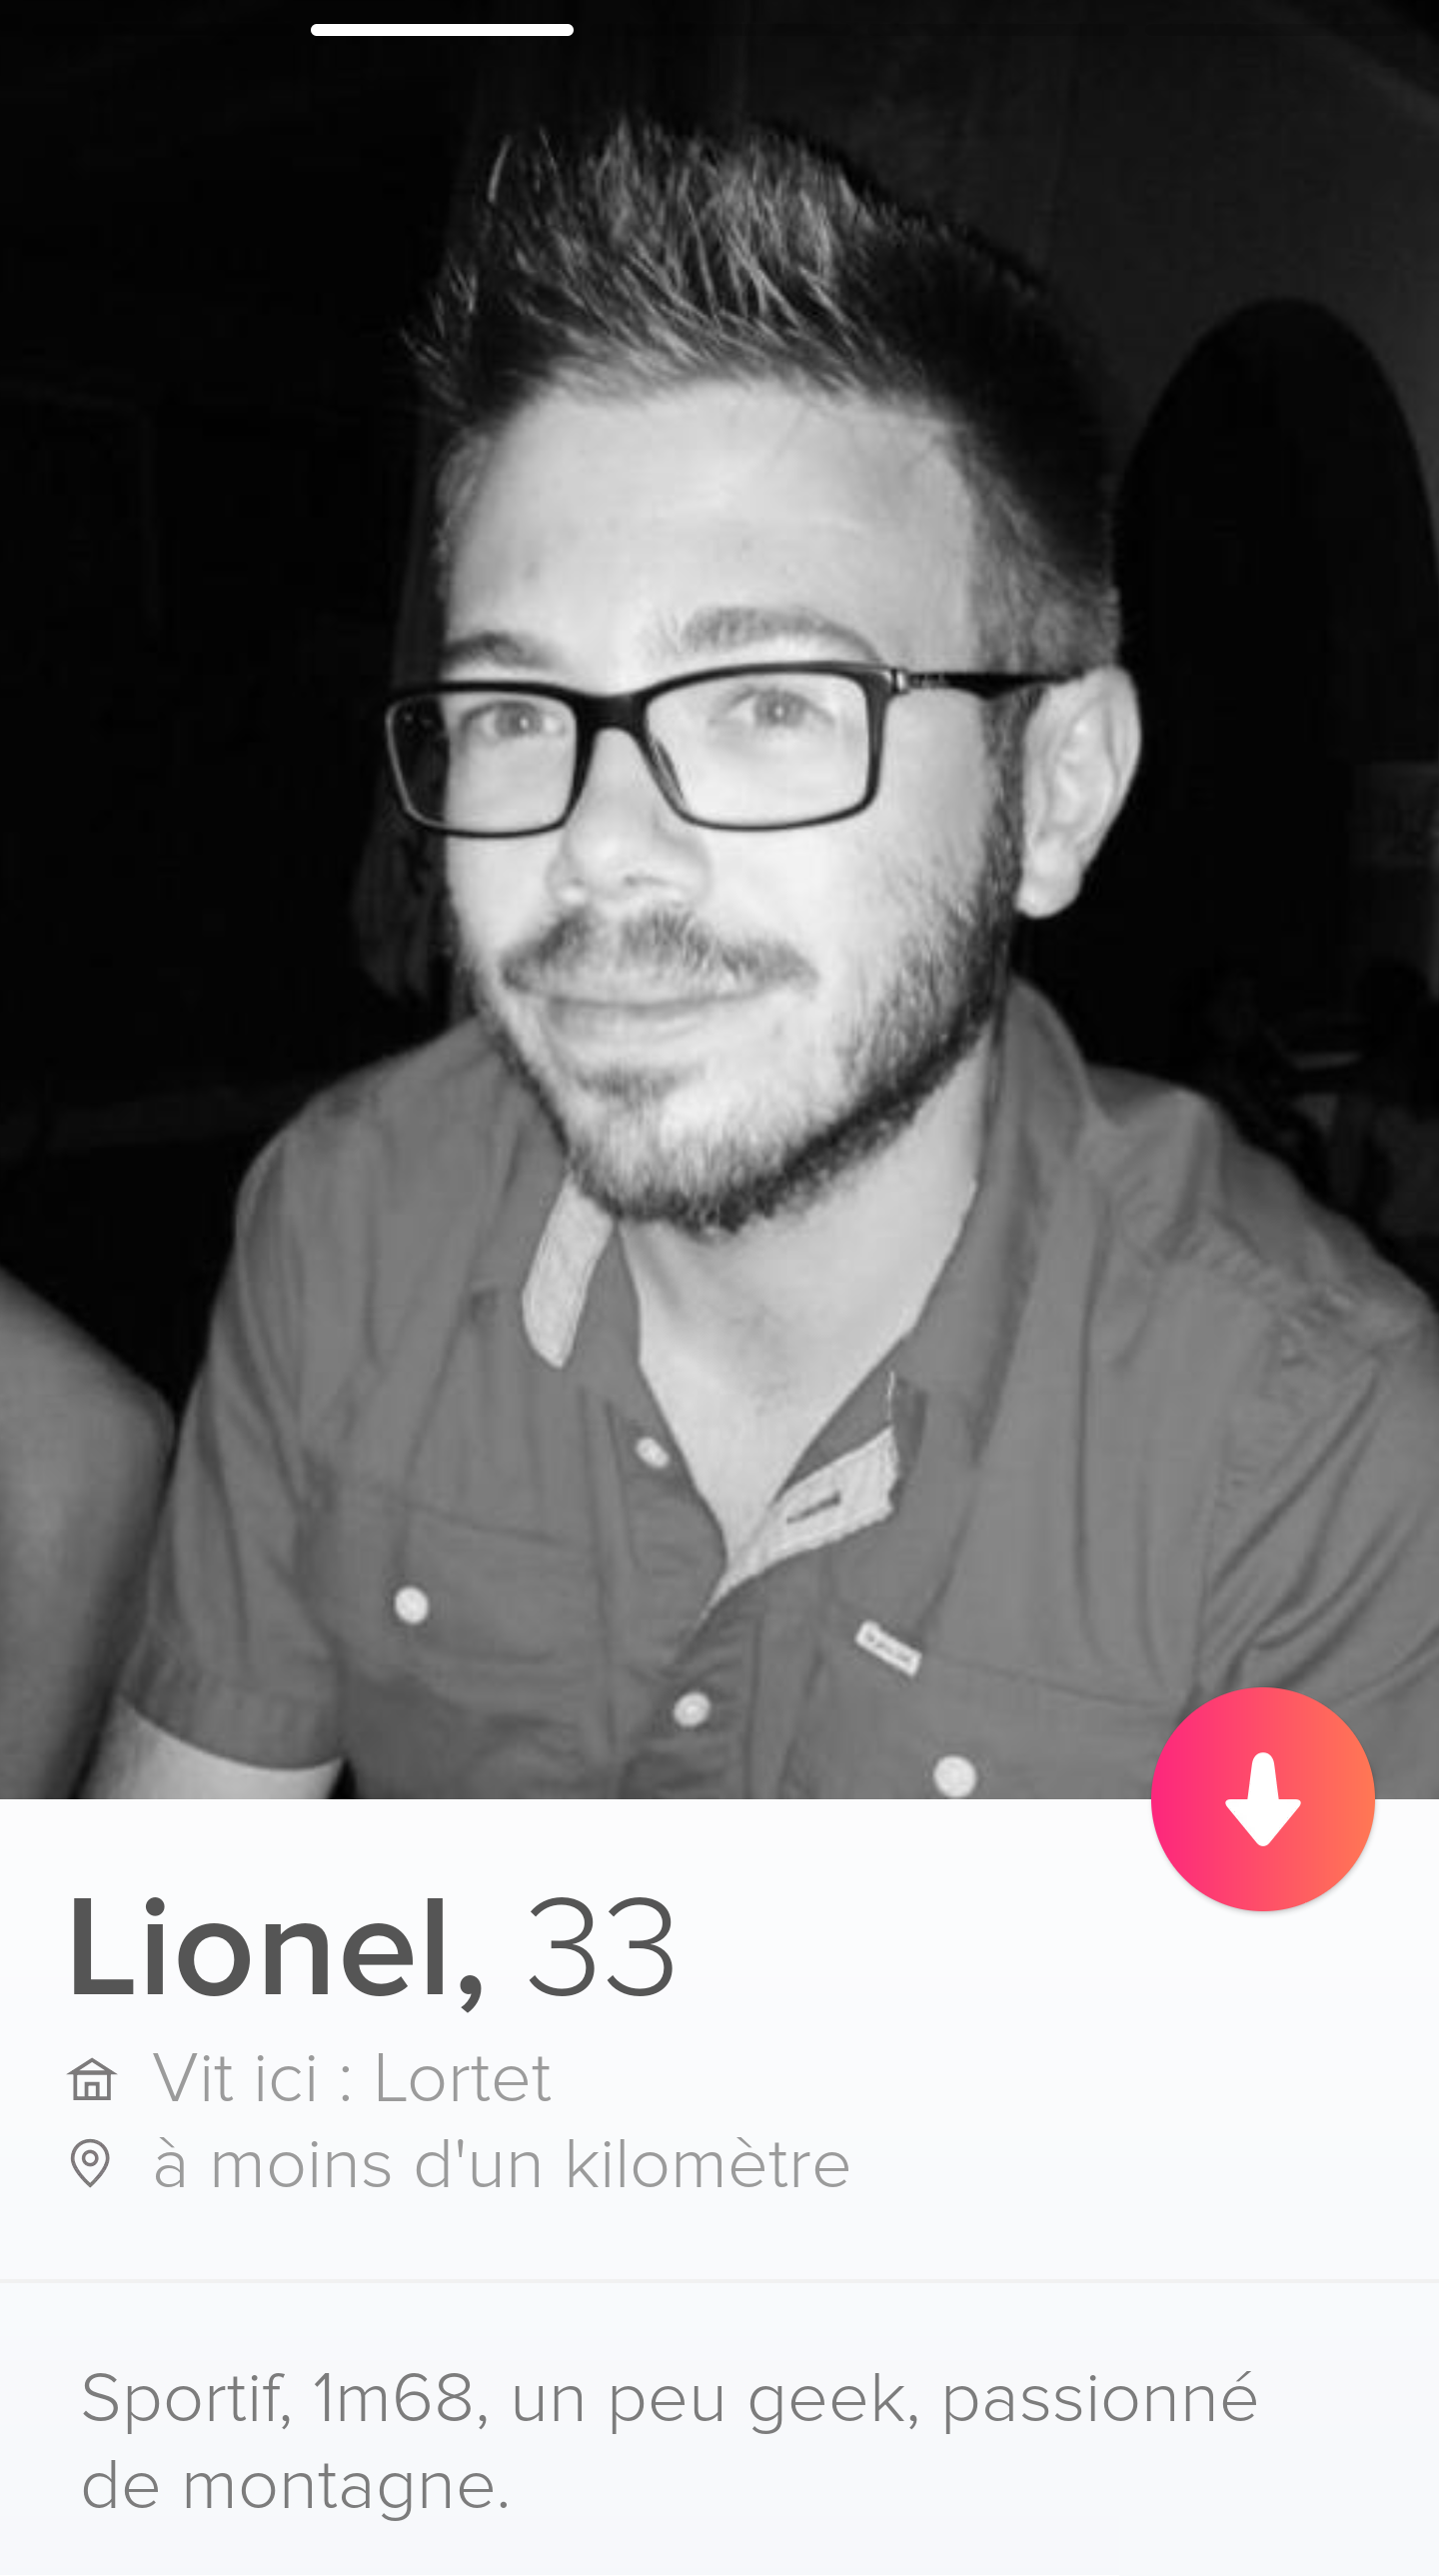 Lionel, 33
Vit ici : Lortet
à moins d'un kilomètre
Sportif, 1m68, un peu geek, passionné
de montagne.